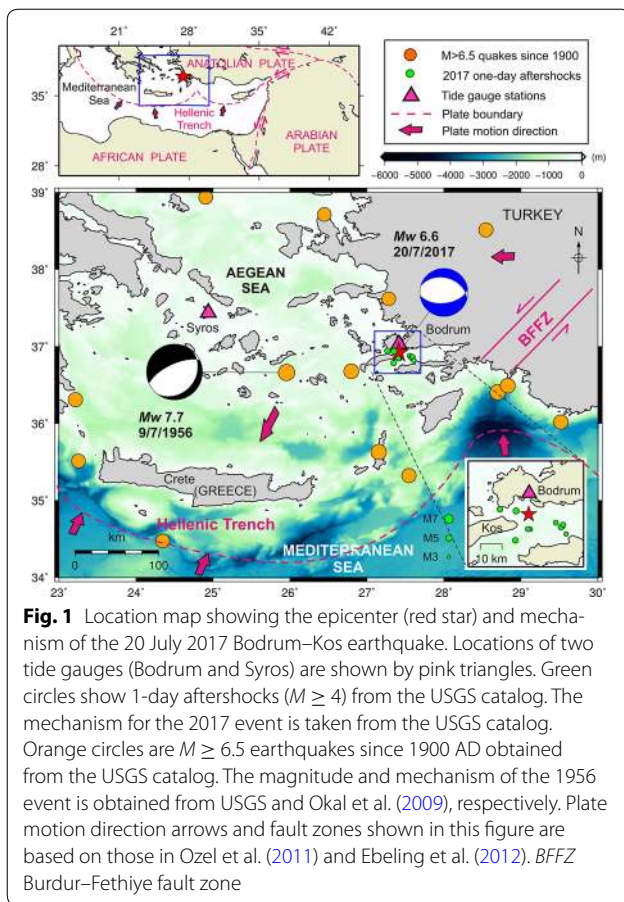 21° 28° 35°
ANATOLIAN PLATE
Mediterranean
Sea
35°
Hellenic
Trench
ARABIAN
PLATE
AFRICAN PLATE
28°
M>6.5 quakes since 1900
2017 one-day aftershocks
Tide gauge stations
Plate boundary
Plate motion direction
(m)
−6000 −5000 −4000 −3000 −2000 −1000 0
39
TURKEY
Mw 6.6
20/7/2017
N
38
AEGEAN
SEA
Syros
Bodrum
BFFZ
37
Mw 7.7
9/7/1956
36
Crete
(GREECE)
35
Hellenic Trench
km
0 100
MEDITERRANEAN
SEA
M7
M5
M3
Bodrum
Kos
10 km
34
23 24 25 26 27 28 29 30
Fig. 1 Location map showing the epicenter (red star) and mecha-
nism of the 20 July 2017 Bodrum–Kos earthquake. Locations of two
tide gauges (Bodrum and Syros) are shown by pink triangles. Green
circles show 1-day aftershocks (M ≥ 4) from the USGS catalog. The
mechanism for the 2017 event is taken from the USGS catalog.
Orange circles are M ≥ 6.5 earthquakes since 1900 AD obtained
from the USGS catalog. The magnitude and mechanism of the 1956
event is obtained from USGS and Okal et al. (2009), respectively. Plate
motion direction arrows and fault zones shown in this figure are
based on those in Ozel et al. (2011) and Ebeling et al. (2012). BFFZ
Burdur–Fethiye fault zone